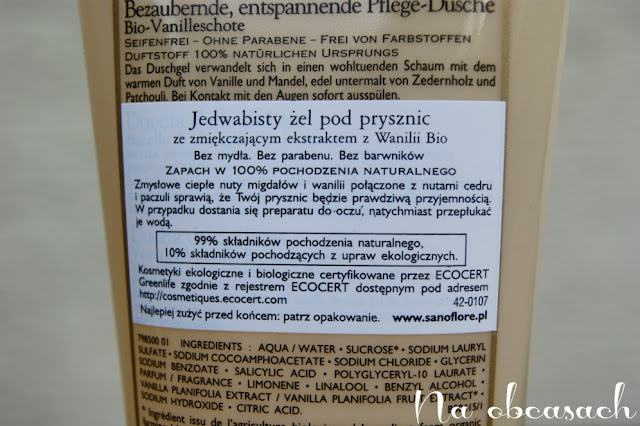 Bezaubernde, entspannende Pflege-Dusche
Bio-Vanilleschote
Seifenfrei - Ohne Parabene - Frei von Farbstoffen
Duftstoff 100% natürlichen Ursprungs
Das Duschgel verwandelt sich in einen wohltuenden Schaum mit dem
warmen Duft von Vanille und Mandel, edel untermalt von Zedernholz und
Patchouli. Bei Kontakt mit den Augen sofort ausspülen.
Jedwabisty żel pod prysznic
ze zmiękczającym ekstraktem z Wanilii Bio
Bez mydła. Bez parabenu. Bez barwników
Zapach w 100% pochodzenia naturalnego
Zmysłowe ciepłe nuty migdałów i wanilii połączone z nutami cedru
i paczuli sprawią, że Twój prysznic będzie prawdziwą przyjemnością.
W przypadku dostania się preparatu do oczu, natychmiast przepłukać
je wodą.
99% składników pochodzenia naturalnego,
10% składników pochodzących z upraw ekologicznych.
Kosmetyki ekologiczne i biologiczne certyfikowane przez ECOCERT
Greenlife zgodnie z rejestrem ECOCERT dostępnym pod adresem
http://cosmetiques.ecocert.com 42-0107
Najlepiej zużyć przed końcem: patrz opakowanie. www.sanoflore.pl
798500 01 INGREDIENTS : AQUA / WATER • SUCROSE* • SODIUM LAURYL
SULFATE • SODIUM COCOAMPHOACETATE • SODIUM CHLORIDE • GLYCERIN
SODIUM BENZOATE • SALICYLIC ACID • POLYGLYCERYL-10 LAURATE •
PARFUM / FRAGRANCE • LIMONENE • LINALOOL • BENZYL ALCOHOL •
VANILLA PLANIFOLIA EXTRACT / VANILLA PLANIFOLIA FRUIT EXTRACT* •
SODIUM HYDROXIDE • CITRIC ACID.
Ingrédient issu de l'agriculture
Na obcasach